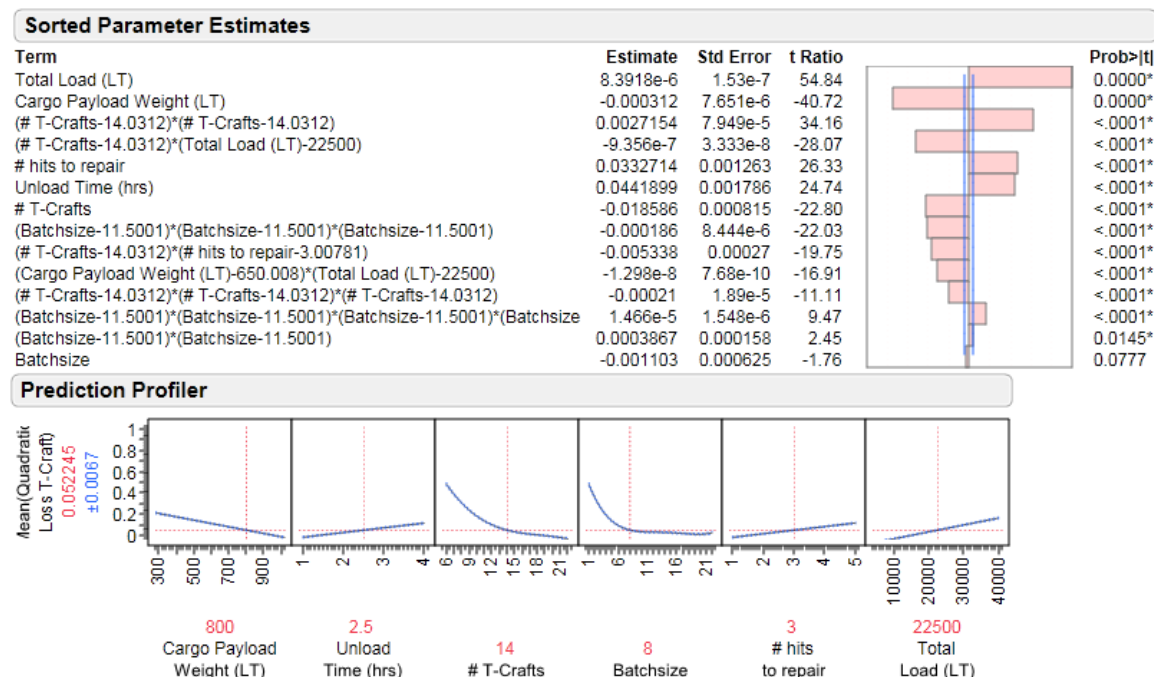 Sorted Parameter Estimates
Term Estimate Std Error t Ratio Prob>|t|
Total Load (LT) 8.3918e-6 1.53e-7 54.84 0.0000*
Cargo Payload Weight (LT) -0.000312 7.651e-6 -40.72 0.0000*
(# T-Crafts-14.0312)*(# T-Crafts-14.0312) 0.0027154 7.949e-5 34.16 <.0001*
(# T-Crafts-14.0312)*(Total Load (LT)-22500) -9.356e-7 3.333e-8 -28.07 <.0001*
# hits to repair 0.0332714 0.001263 26.33 <.0001*
Unload Time (hrs) 0.0441899 0.001786 24.74 <.0001*
# T-Crafts -0.018586 0.000815 -22.80 <.0001*
(Batchsize-11.5001)*(Batchsize-11.5001)*(Batchsize-11.5001) -0.000186 8.444e-6 -22.03 <.0001*
(# T-Crafts-14.0312)*(# hits to repair-3.00781) -0.005338 0.00027 -19.75 <.0001*
(Cargo Payload Weight (LT)-650.008)*(Total Load (LT)-22500) -1.298e-8 7.68e-10 -16.91 <.0001*
(# T-Crafts-14.0312)*(# T-Crafts-14.0312)*(# T-Crafts-14.0312) -0.00021 1.89e-5 -11.11 <.0001*
(Batchsize-11.5001)*(Batchsize-11.5001)*(Batchsize-11.5001)*(Batchsize 1.466e-5 1.548e-6 9.47 <.0001*
(Batchsize-11.5001)*(Batchsize-11.5001) 0.0003867 0.000158 2.45 0.0145*
Batchsize -0.001103 0.000625 -1.76 0.0777
Prediction Profiler
Mean(Quadratic
Loss T-Craft)
0.052245
±0.0067
1
0.8
0.6
0.4
0.2
0
300 500 700 900
1 2 3 4
6 9 12 15 18 21
1 6 11 16 21
1 2 3 4 5
10000 20000 30000 40000
800 2.5 14 8 3 22500
Cargo Payload Unload # T-Crafts Batchsize # hits Total
Weight (LT) Time (hrs) to repair Load (LT)